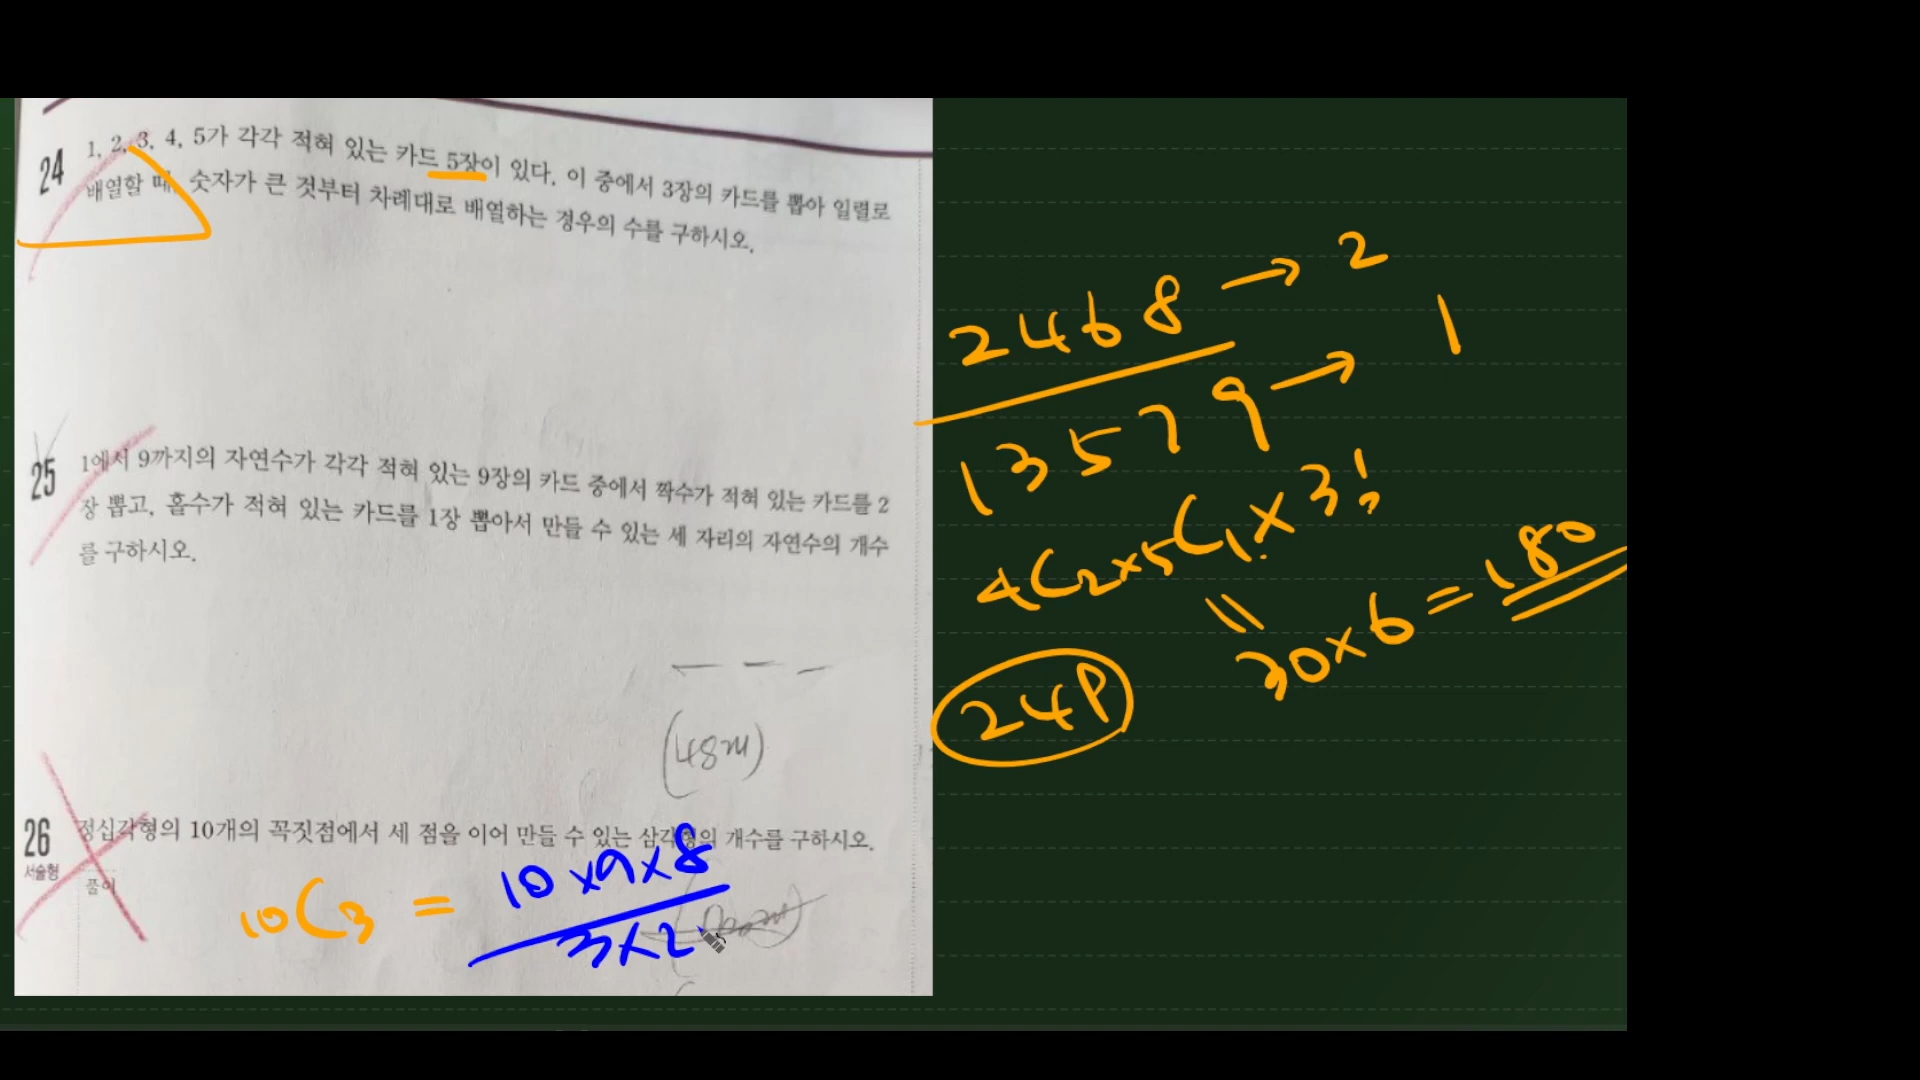 24 1, 2, 3, 4, 5가 각각 적혀 있는 카드 5장이 있다. 이 중에서 3장의 카드를 뽑아 일렬로
배열할 때, 숫자가 큰 것부터 차례대로 배열하는 경우의 수를 구하시오.
25 1에서 9까지의 자연수가 각각 적혀 있는 9장의 카드 중에서 짝수가 적혀 있는 카드를 2
장 뽑고, 홀수가 적혀 있는 카드를 1장 뽑아서 만들 수 있는 세 자리의 자연수의 개수
를 구하시오.
(48개)
26 정십각형의 10개의 꼭짓점에서 세 점을 이어 만들 수 있는 삼각형의 개수를 구하시오.
서술형
풀이
10C3 = 10×9×8
3×2
2 4 6 8 → 2
1 3 5 7 9 → 1
4C2×5C1×3!
=
30×6=180
24P